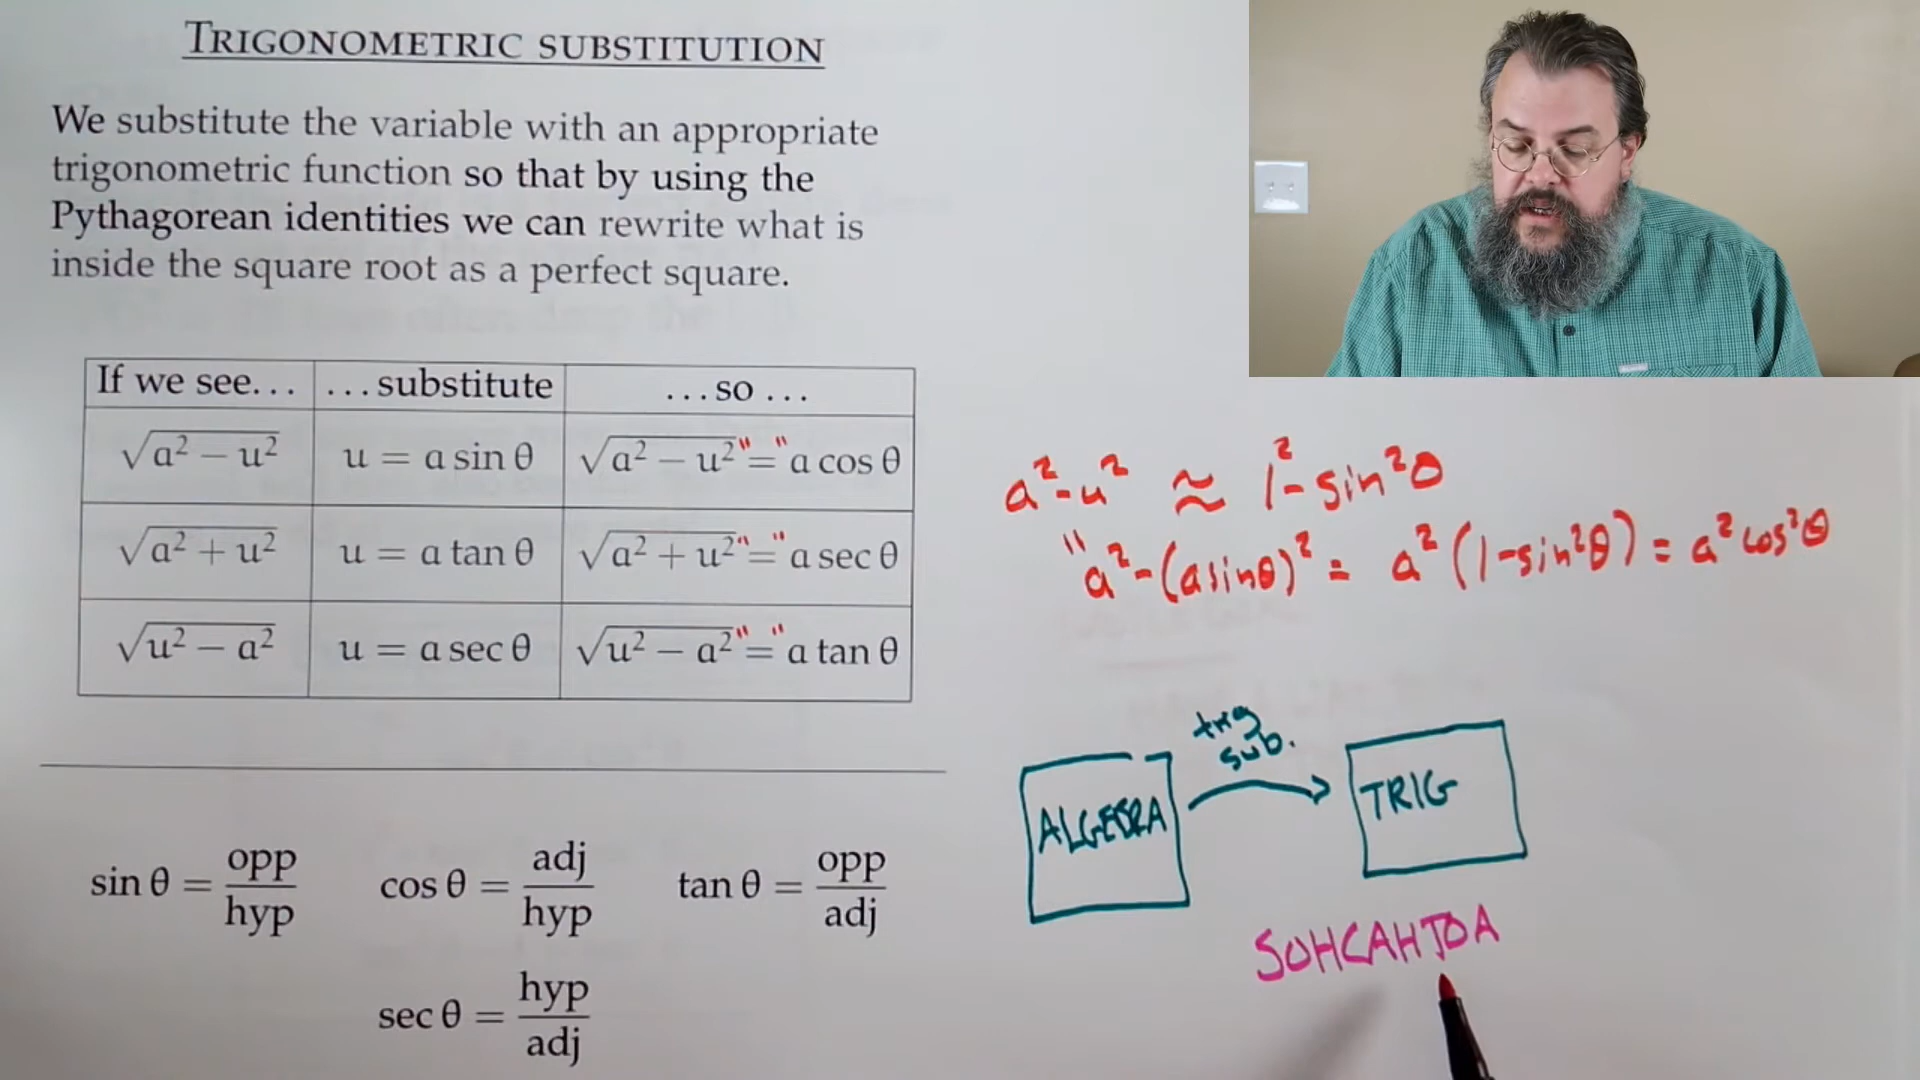 TRIGONOMETRIC SUBSTITUTION
We substitute the variable with an appropriate
trigonometric function so that by using the
Pythagorean identities we can rewrite what is
inside the square root as a perfect square.
If we see... ...substitute ...so...
√(a² − u²) u = a sin θ √(a² − u²) "=" a cos θ
√(a² + u²) u = a tan θ √(a² + u²) "=" a sec θ
√(u² − a²) u = a sec θ √(u² − a²) "=" a tan θ
sin θ = opp/hyp cos θ = adj/hyp tan θ = opp/adj
sec θ = hyp/adj
a²-u² ≈ 1²-sin²θ
" a²-(a sinθ)² = a²(1-sin²θ) = a²cos²θ
trig
sub.
ALGEBRA TRIG
SOHCAHTOA